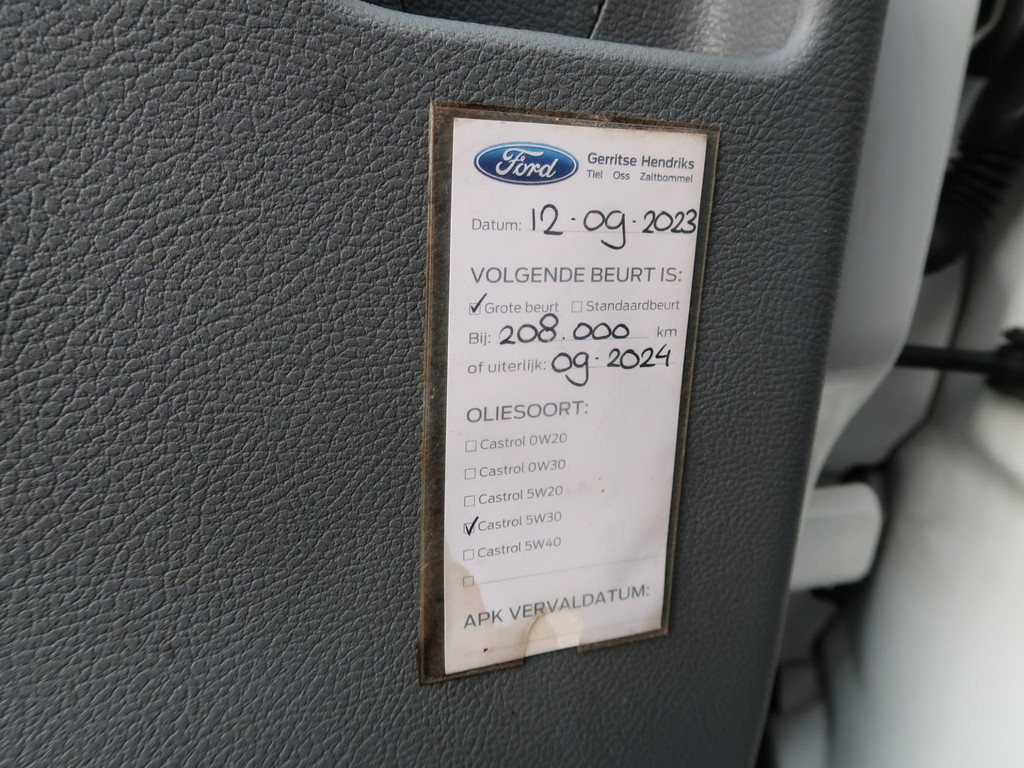 Ford Gerritse Hendriks
Tiel Oss Zaltbommel
Datum: 12-09-2023
VOLGENDE BEURT IS:
Grote beurt Standaardbeurt
Bij: 208.000 km
of uiterlijk: 09-2024
OLIESOORT:
Castrol 0W20
Castrol 0W30
Castrol 5W20
Castrol 5W30
Castrol 5W40
APK VERVALDATUM: